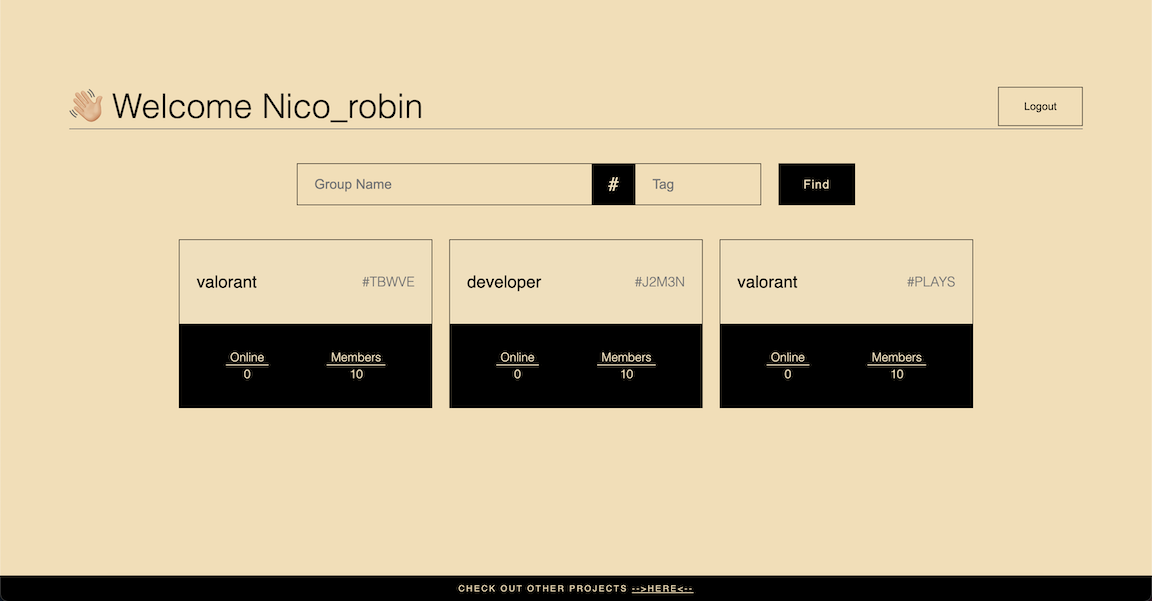 👋🏼 Welcome Nico_robin
Logout
Group Name # Tag Find
valorant #TBWVE
Online Members
0 10
developer #J2M3N
Online Members
0 10
valorant #PLAYS
Online Members
0 10
CHECK OUT OTHER PROJECTS -->HERE<--